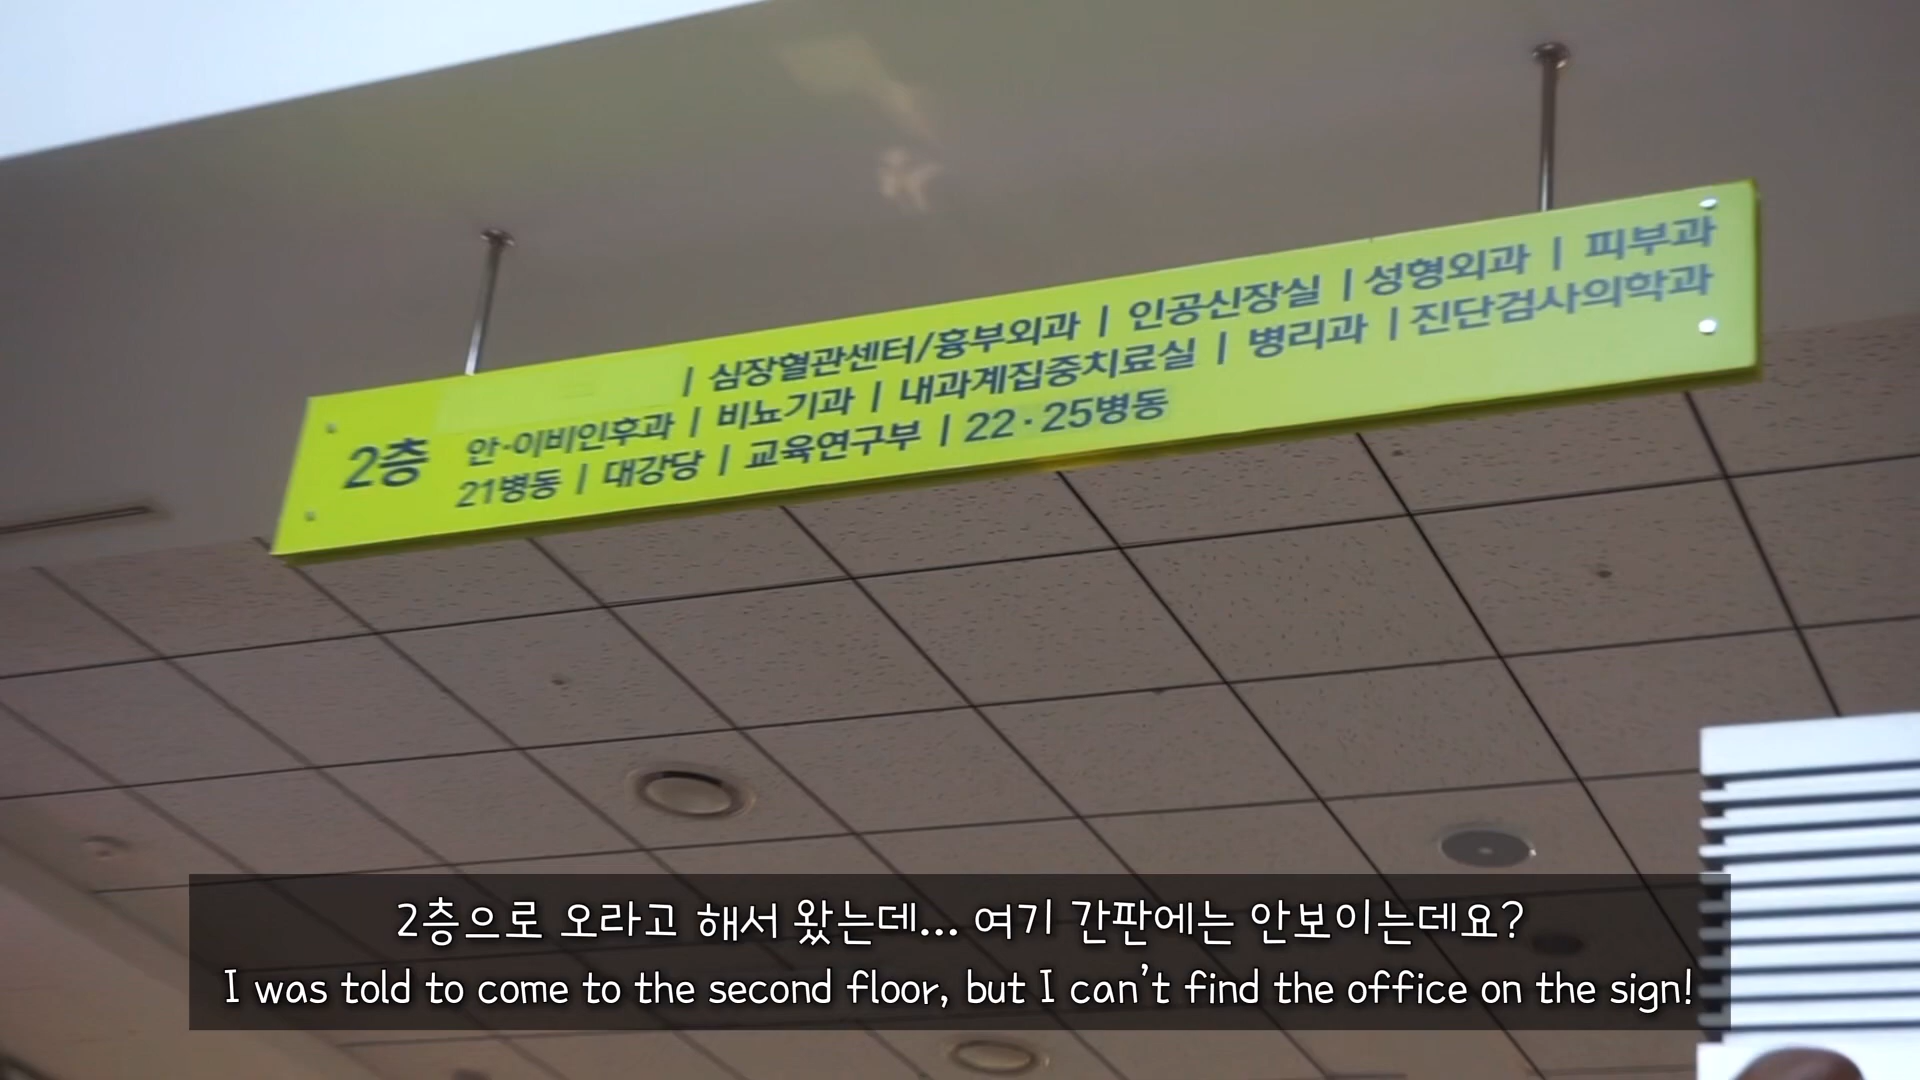 2층
| 심장혈관센터/흉부외과 | 인공신장실 | 성형외과 | 피부과
안·이비인후과 | 비뇨기과 | 내과계집중치료실 | 병리과 | 진단검사의학과
21병동 | 대강당 | 교육연구부 | 22·25병동
2층으로 오라고 해서 왔는데... 여기 간판에는 안보이는데요?
I was told to come to the second floor, but I can't find the office on the sign!